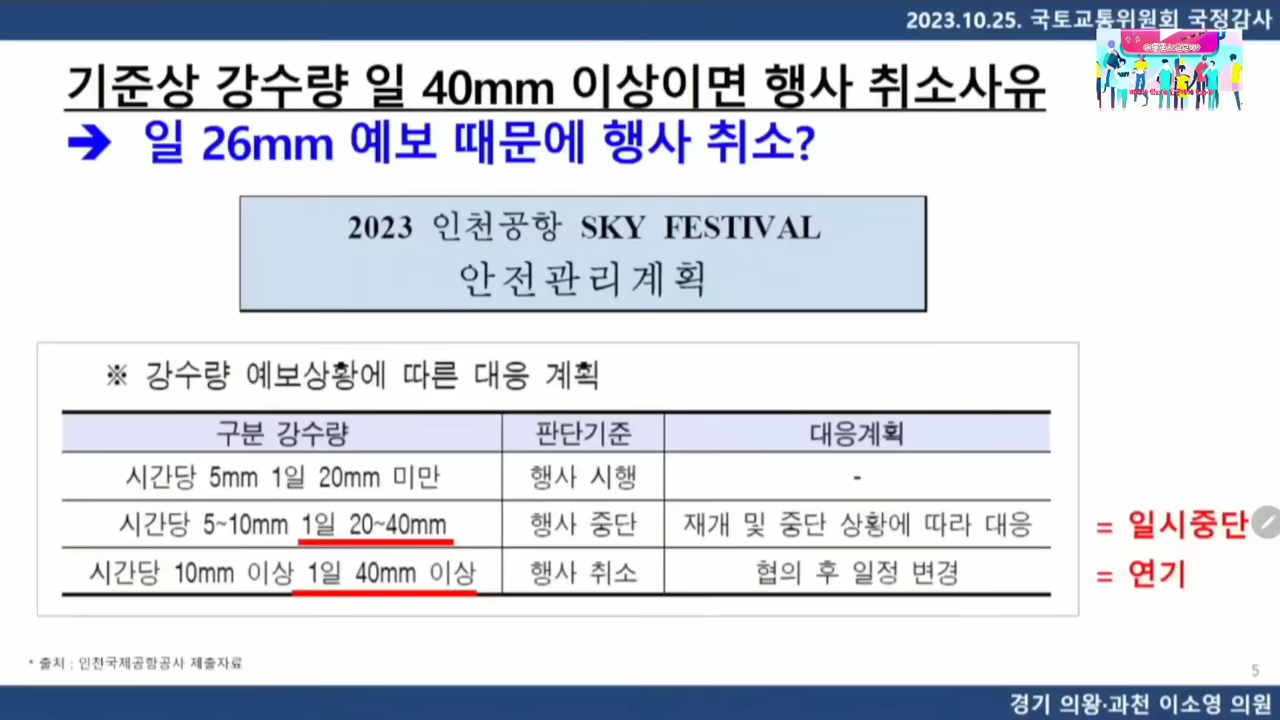 2023.10.25. 국토교통위원회 국정감사
기준상 강수량 일 40mm 이상이면 행사 취소사유
➔ 일 26mm 예보 때문에 행사 취소?
2023 인천공항 SKY FESTIVAL
안전관리계획
※ 강수량 예보상황에 따른 대응 계획
구분 강수량 판단기준 대응계획
시간당 5mm 1일 20mm 미만 행사 시행 -
시간당 5~10mm 1일 20~40mm 행사 중단 재개 및 중단 상황에 따라 대응 = 일시중단
시간당 10mm 이상 1일 40mm 이상 행사 취소 협의 후 일정 변경 = 연기
* 출처 : 인천국제공항공사 제출자료
5
경기 의왕·과천 이소영 의원